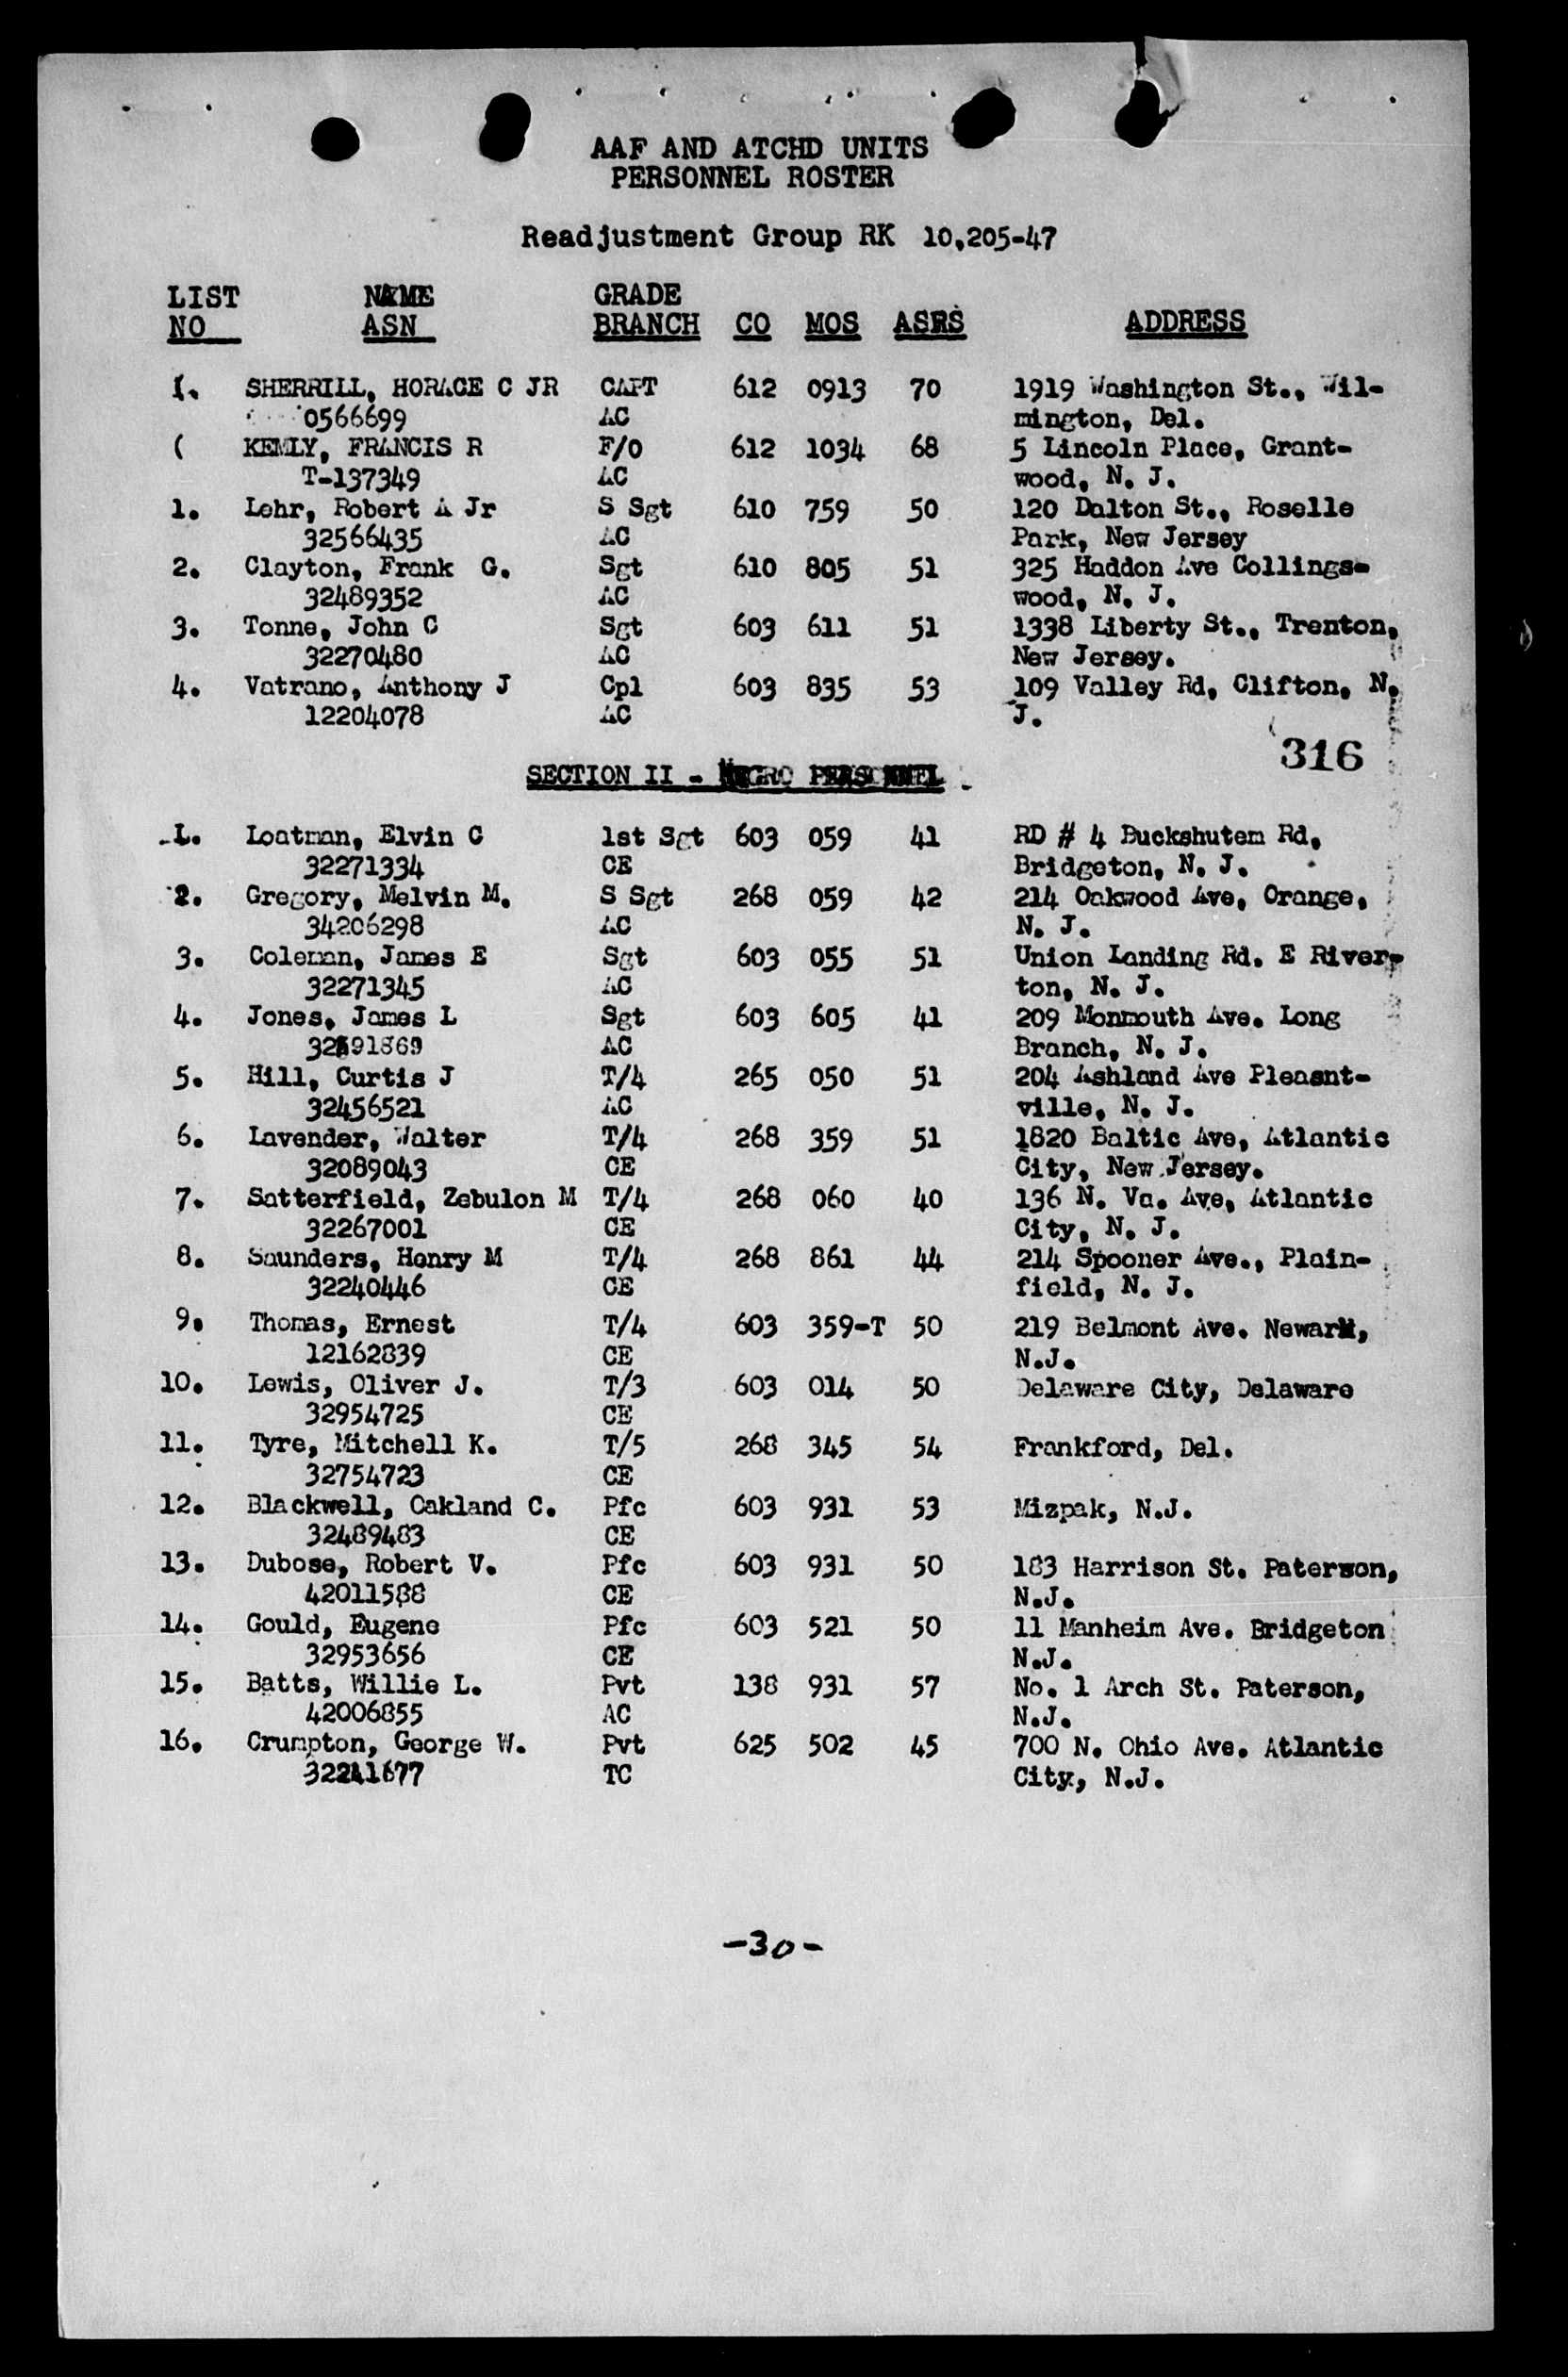 AAF AND ATCHD UNITS
PERSONNEL ROSTER
Readjustment Group RK 10,205-47
LIST NAME GRADE
NO ASN BRANCH CO MOS ASRS ADDRESS
1. SHERRILL, HORACE C JR CAPT 612 0913 70 1919 Washington St., Wil-
0566699 AC mington, Del.
( KEMLY, FRANCIS R F/O 612 1034 68 5 Lincoln Place, Grant-
T-137349 AC wood, N. J.
1. Lehr, Robert A Jr S Sgt 610 759 50 120 Dalton St., Roselle
32566435 AC Park, New Jersey
2. Clayton, Frank G. Sgt 610 805 51 325 Haddon Ave Collings-
32489352 AC wood, N. J.
3. Tonne, John C Sgt 603 611 51 1338 Liberty St., Trenton,
32270480 AC New Jersey.
4. Vatrano, Anthony J Cpl 603 835 53 109 Valley Rd, Clifton, N.
12204078 AC J.
316
SECTION II - NEGRO PERSONNEL
1. Loatman, Elvin C 1st Sgt 603 059 41 RD # 4 Buckshutem Rd,
32271334 CE Bridgeton, N. J.
2. Gregory, Melvin M. S Sgt 268 059 42 214 Oakwood Ave, Orange,
34206298 AC N. J.
3. Coleman, James E Sgt 603 055 51 Union Landing Rd. E River-
32271345 AC ton, N. J.
4. Jones, James L Sgt 603 605 41 209 Monmouth Ave. Long
AC Branch, N. J.
5. Hill, Curtis J T/4 265 050 51 204 Ashland Ave Pleasnt-
32456521 AC ville, N. J.
6. Lavender, Walter T/4 268 359 51 1820 Baltic Ave, Atlantic
32089043 CE City, New Jersey.
7. Satterfield, Zebulon M T/4 268 060 40 136 N. Va. Ave, Atlantic
32267001 CE City, N. J.
8. Saunders, Henry M T/4 268 861 44 214 Spooner Ave., Plain-
32240446 CE field, N. J.
9. Thomas, Ernest T/4 603 359-T 50 219 Belmont Ave. Newark,
12162839 CE N.J.
10. Lewis, Oliver J. T/3 603 014 50 Delaware City, Delaware
32954725 CE
11. Tyre, Mitchell K. T/5 268 345 54 Frankford, Del.
32754723 CE
12. Blackwell, Oakland C. Pfc 603 931 53 Mizpak, N.J.
32489483 CE
13. Dubose, Robert V. Pfc 603 931 50 183 Harrison St. Paterson,
42011588 CE N.J.
14. Gould, Eugene Pfc 603 521 50 11 Manheim Ave. Bridgeton
32953656 CE N.J.
15. Batts, Willie L. Pvt 138 931 57 No. 1 Arch St. Paterson,
42006855 AC N.J.
16. Crumpton, George W. Pvt 625 502 45 700 N. Ohio Ave. Atlantic
TC City, N.J.
-30-